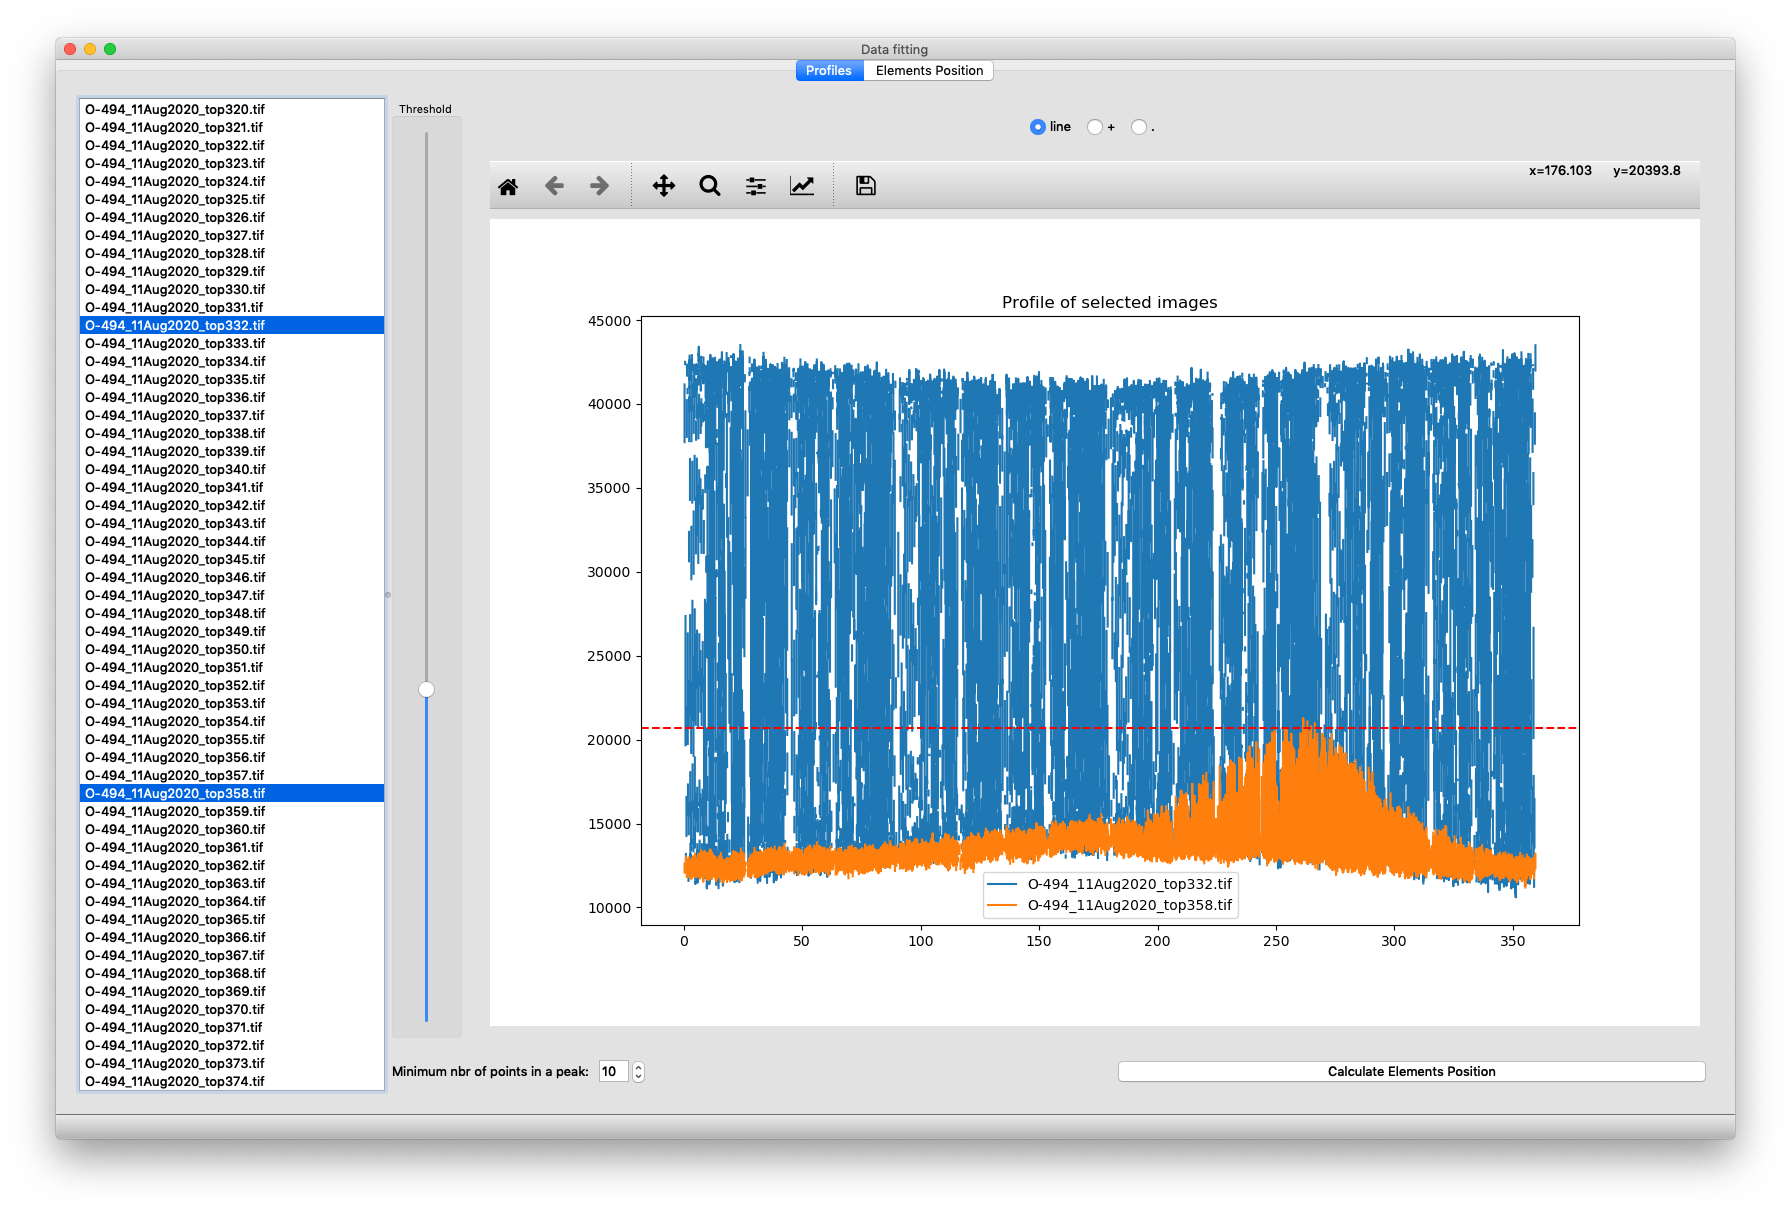 Data fitting
Profiles Elements Position
O-494_11Aug2020_top320.tif
O-494_11Aug2020_top321.tif
O-494_11Aug2020_top322.tif
O-494_11Aug2020_top323.tif
O-494_11Aug2020_top324.tif
O-494_11Aug2020_top325.tif
O-494_11Aug2020_top326.tif
O-494_11Aug2020_top327.tif
O-494_11Aug2020_top328.tif
O-494_11Aug2020_top329.tif
O-494_11Aug2020_top330.tif
O-494_11Aug2020_top331.tif
O-494_11Aug2020_top332.tif
O-494_11Aug2020_top333.tif
O-494_11Aug2020_top334.tif
O-494_11Aug2020_top335.tif
O-494_11Aug2020_top336.tif
O-494_11Aug2020_top337.tif
O-494_11Aug2020_top338.tif
O-494_11Aug2020_top339.tif
O-494_11Aug2020_top340.tif
O-494_11Aug2020_top341.tif
O-494_11Aug2020_top342.tif
O-494_11Aug2020_top343.tif
O-494_11Aug2020_top344.tif
O-494_11Aug2020_top345.tif
O-494_11Aug2020_top346.tif
O-494_11Aug2020_top347.tif
O-494_11Aug2020_top348.tif
O-494_11Aug2020_top349.tif
O-494_11Aug2020_top350.tif
O-494_11Aug2020_top351.tif
O-494_11Aug2020_top352.tif
O-494_11Aug2020_top353.tif
O-494_11Aug2020_top354.tif
O-494_11Aug2020_top355.tif
O-494_11Aug2020_top356.tif
O-494_11Aug2020_top357.tif
O-494_11Aug2020_top358.tif
O-494_11Aug2020_top359.tif
O-494_11Aug2020_top360.tif
O-494_11Aug2020_top361.tif
O-494_11Aug2020_top362.tif
O-494_11Aug2020_top363.tif
O-494_11Aug2020_top364.tif
O-494_11Aug2020_top365.tif
O-494_11Aug2020_top366.tif
O-494_11Aug2020_top367.tif
O-494_11Aug2020_top368.tif
O-494_11Aug2020_top369.tif
O-494_11Aug2020_top370.tif
O-494_11Aug2020_top371.tif
O-494_11Aug2020_top372.tif
O-494_11Aug2020_top373.tif
O-494_11Aug2020_top374.tif
Threshold
line + .
x=176.103 y=20393.8
Profile of selected images
45000
40000
35000
30000
25000
20000
15000
10000
O-494_11Aug2020_top332.tif
O-494_11Aug2020_top358.tif
0 50 100 150 200 250 300 350
Minimum nbr of points in a peak: 10
Calculate Elements Position